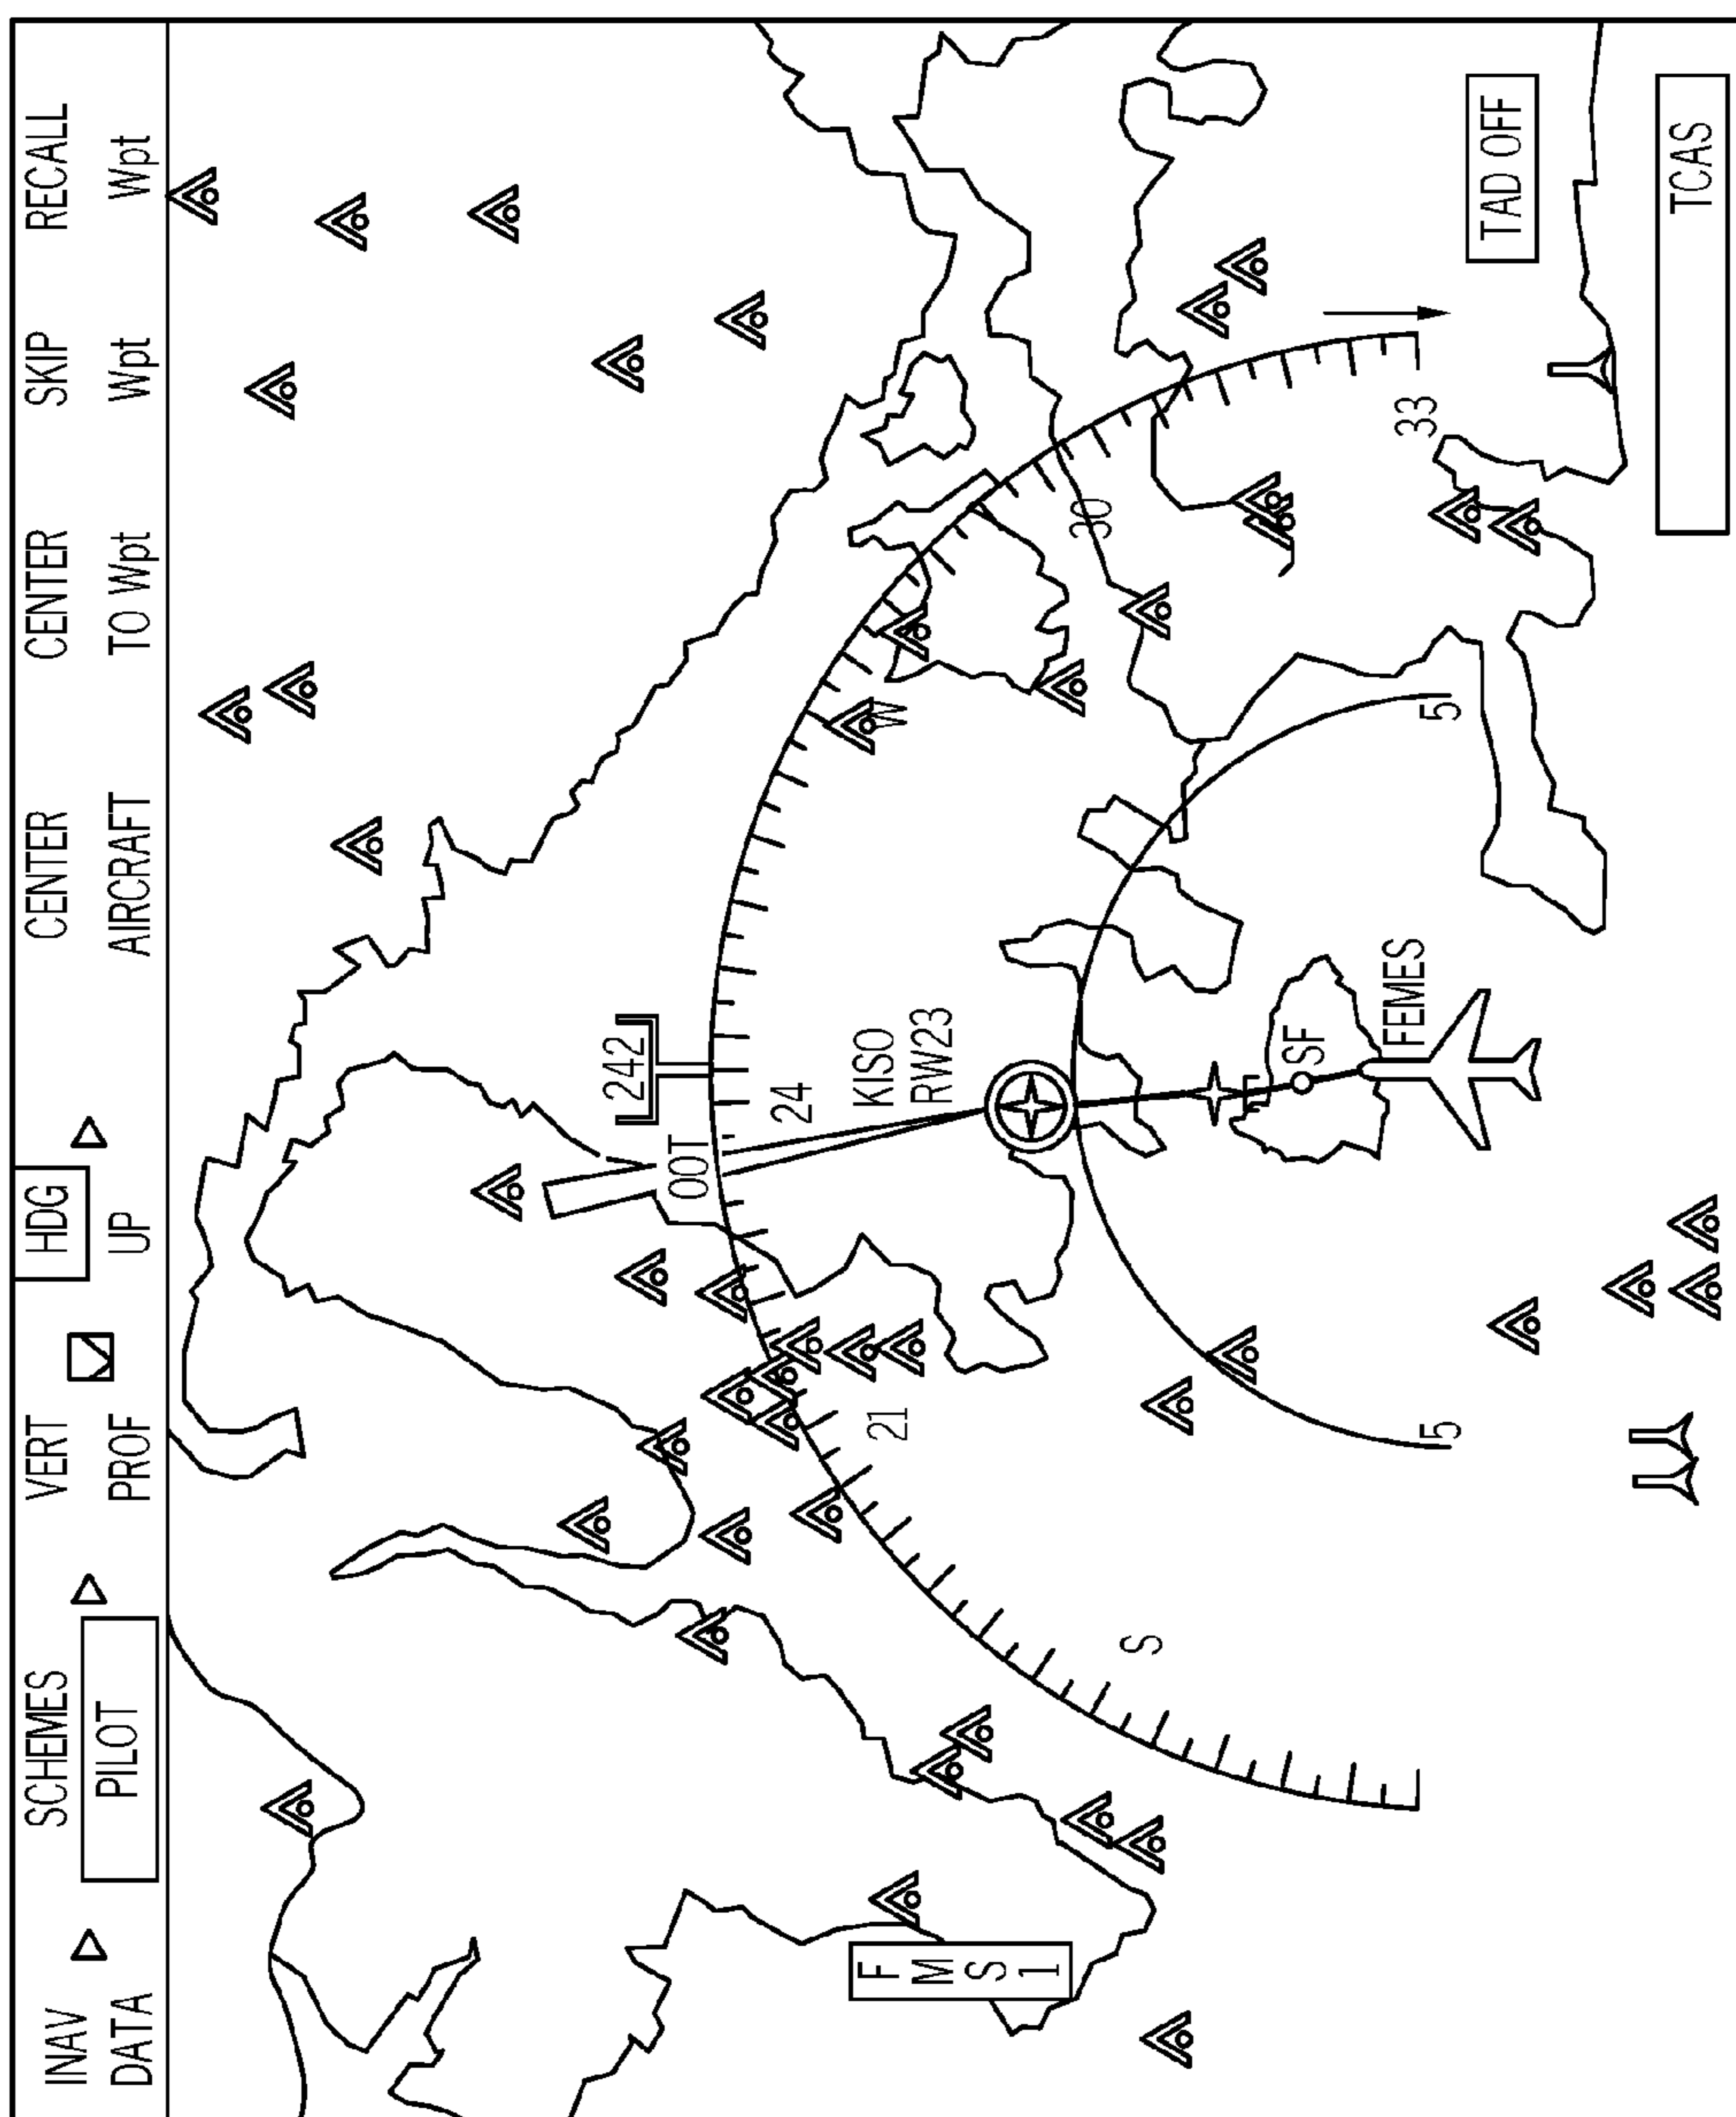 INAV
DATA
SCHEMES
PILOT
VERT
PROF
HDG
UP
CENTER
AIRCRAFT
CENTER
TO Wpt
SKIP
Wpt
RECALL
Wpt
242
00T
24
KISO
RW23
21
S
W
30
33
5
5
SF
FEMES
F
M
S
1
TAD OFF
TCAS